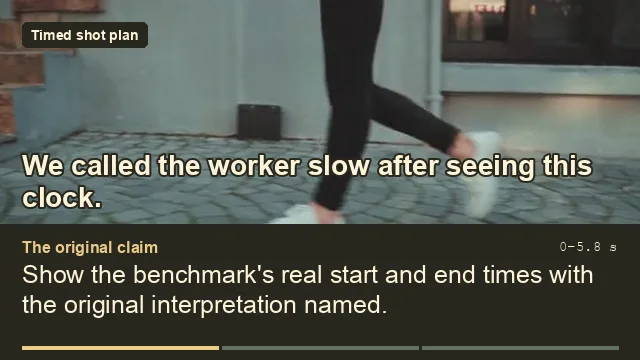 Timed shot plan
We called the worker slow after seeing this
clock.
The original claim
0–5.8 s
Show the benchmark's real start and end times with
the original interpretation named.